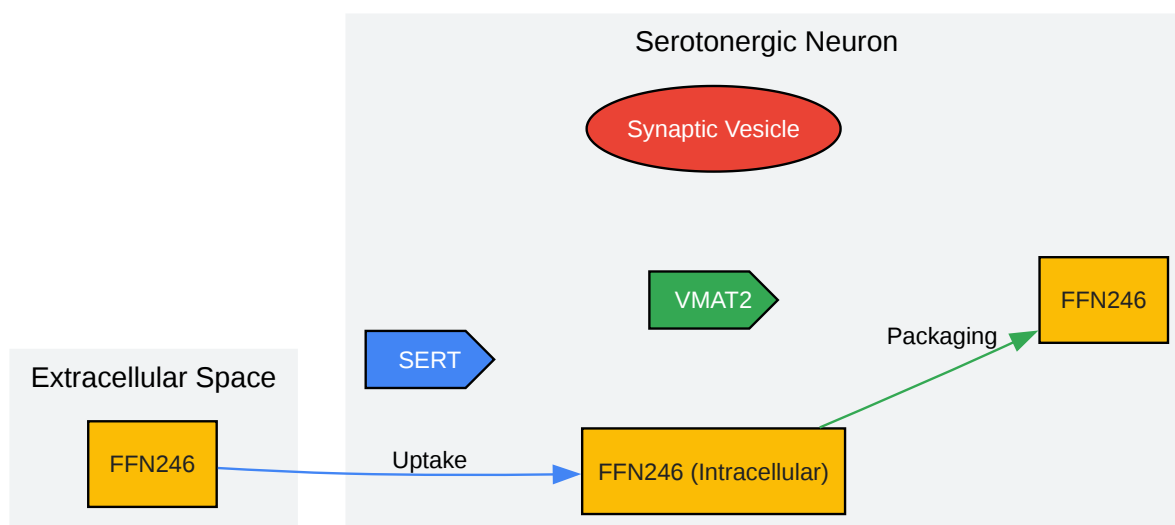 Serotonergic Neuron
Synaptic Vesicle
VMAT2
FFN246
Packaging
SERT
Extracellular Space
FFN246
Uptake
FFN246 (Intracellular)